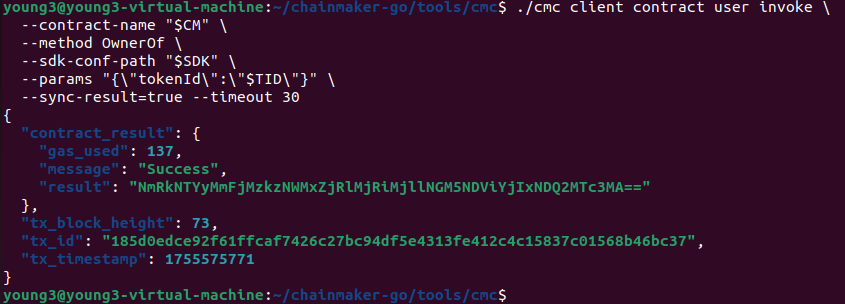 young3@young3-virtual-machine:~/chainmaker-go/tools/cmc$ ./cmc client contract user invoke \
  --contract-name "$CM" \
  --method OwnerOf \
  --sdk-conf-path "$SDK" \
  --params "{\"tokenId\":\"$TID\"}" \
  --sync-result=true --timeout 30
{
  "contract_result": {
    "gas_used": 137,
    "message": "Success",
    "result": "NmRkNTYyMmFjMzkzNWMxZjRlMjRiMjllNGM5NDViYjIxNDQ2MTc3MA=="
  },
  "tx_block_height": 73,
  "tx_id": "185d0edce92f61ffcaf7426c27bc94df5e4313fe412c4c15837c01568b46bc37",
  "tx_timestamp": 1755575771
}
young3@young3-virtual-machine:~/chainmaker-go/tools/cmc$